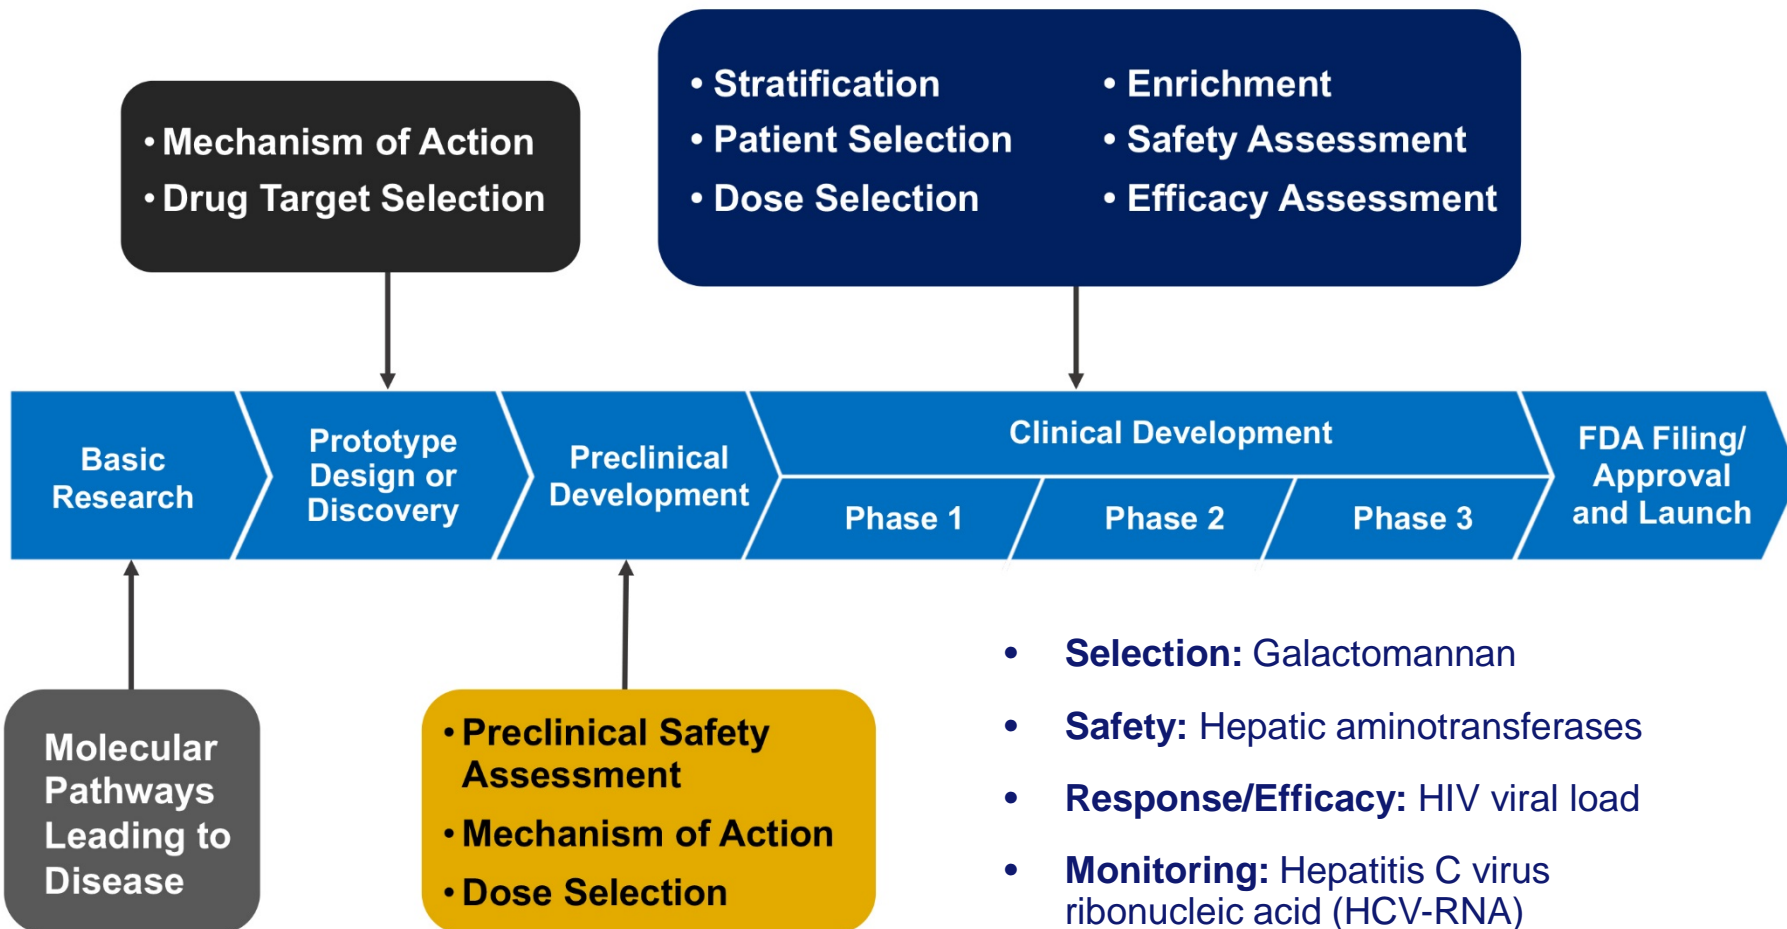 • Mechanism of Action
• Drug Target Selection
• Stratification
• Patient Selection
• Dose Selection
• Enrichment
• Safety Assessment
• Efficacy Assessment
Basic
Research
Prototype
Design or
Discovery
Preclinical
Development
Clinical Development
Phase 1
Phase 2
Phase 3
FDA Filing/
Approval
and Launch
Molecular
Pathways
Leading to
Disease
• Preclinical Safety
Assessment
• Mechanism of Action
• Dose Selection
• Selection: Galactomannan
• Safety: Hepatic aminotransferases
• Response/Efficacy: HIV viral load
• Monitoring: Hepatitis C virus
ribonucleic acid (HCV-RNA)